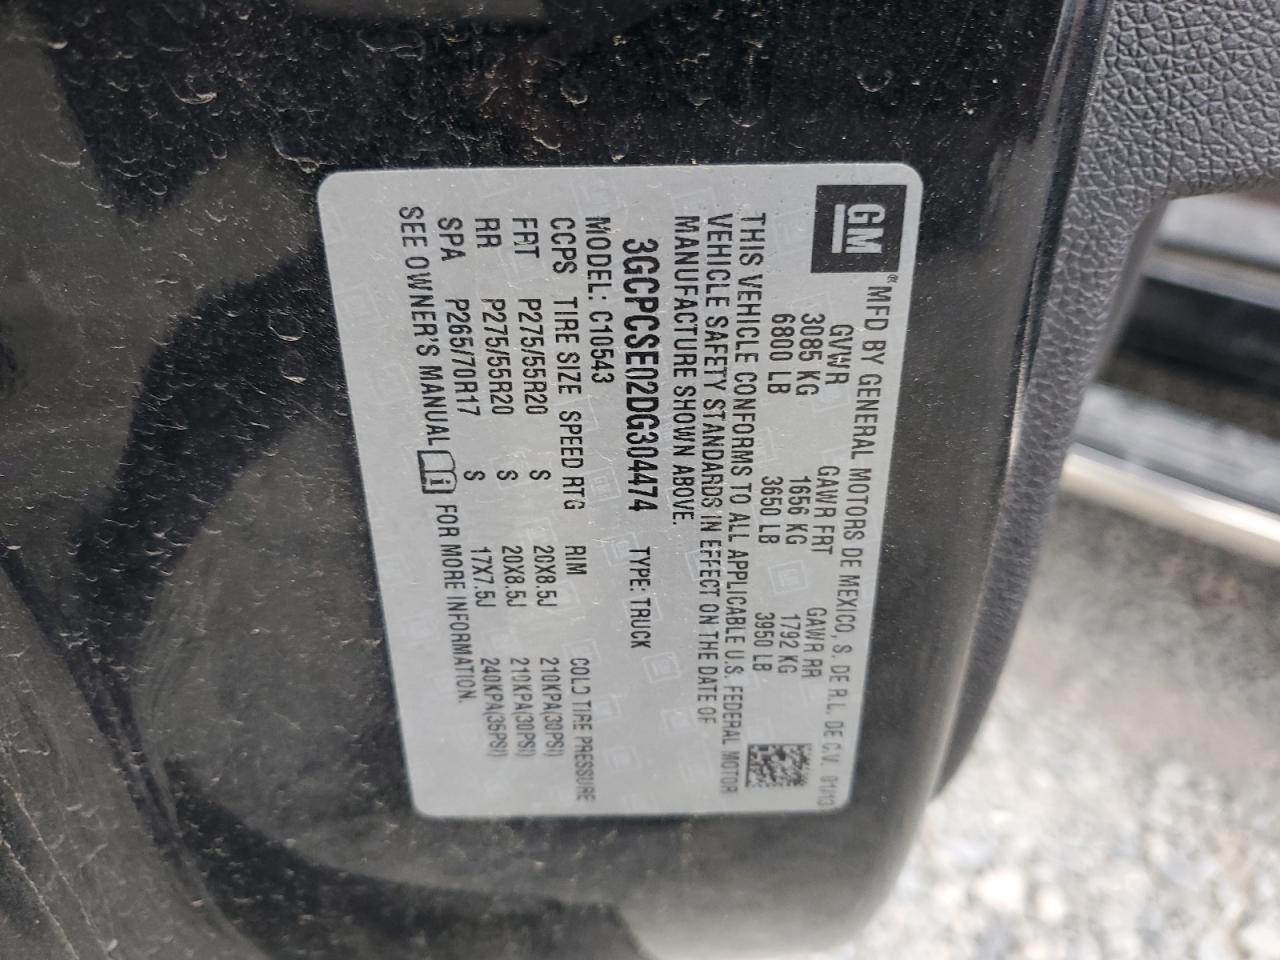 GM
® MFD BY GENERAL MOTORS DE MEXICO, S. DE R.L. DE C.V. 01/13
GVWR GAWR FRT GAWR RR
3085 KG 1656 KG 1792 KG
6800 LB 3650 LB 3950 LB
THIS VEHICLE CONFORMS TO ALL APPLICABLE U.S. FEDERAL MOTOR
VEHICLE SAFETY STANDARDS IN EFFECT ON THE DATE OF
MANUFACTURE SHOWN ABOVE.
3GCPCSE02DG304474 TYPE: TRUCK
MODEL: C10543
CCPS TIRE SIZE SPEED RTG RIM COLD TIRE PRESSURE
FRT P275/55R20 S 20X8.5J 210KPA(30PSI)
RR P275/55R20 S 20X8.5J 210KPA(30PSI)
SPA P265/70R17 S 17X7.5J 240KPA(35PSI)
SEE OWNER'S MANUAL i FOR MORE INFORMATION.